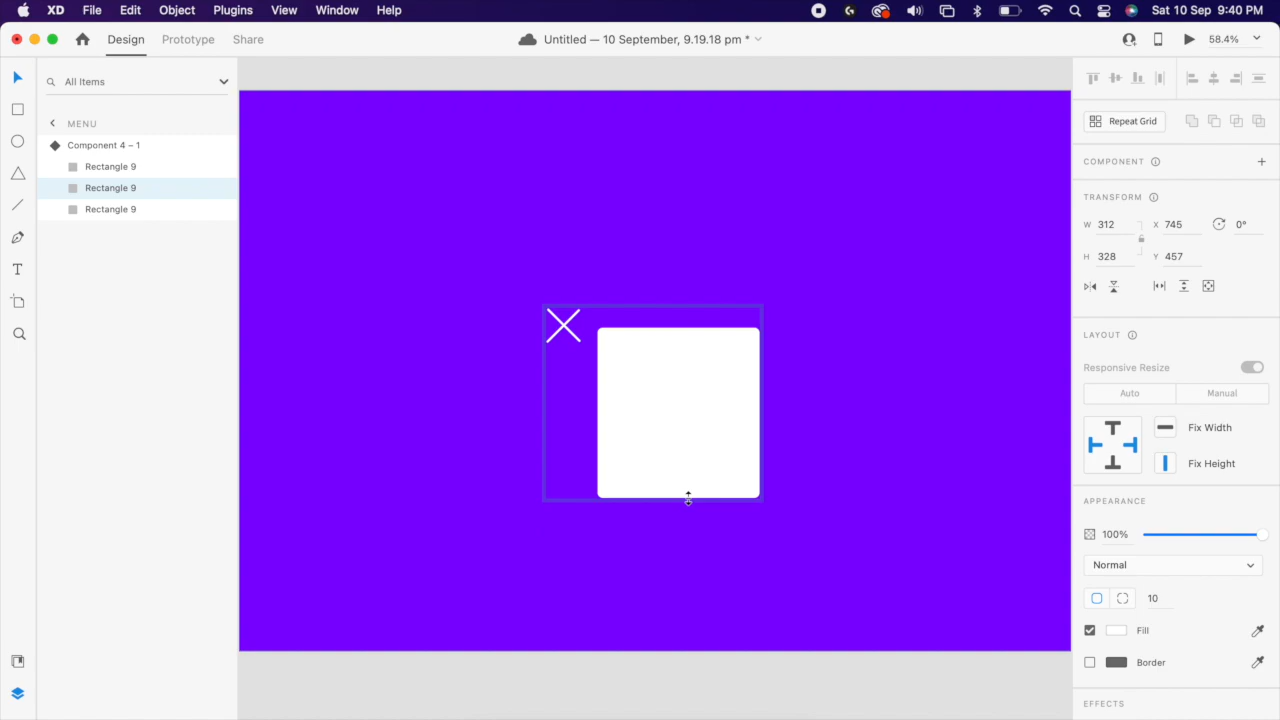 XD File Edit Object Plugins View Window Help Sat 10 Sep 9:40 PM
Design Prototype Share Untitled — 10 September, 9.19.18 pm * 58.4%
All Items
Repeat Grid
MENU
Component 4 – 1
COMPONENT
Rectangle 9
Rectangle 9
TRANSFORM
Rectangle 9
W 312 X 745 0°
H 328 Y 457
LAYOUT
Responsive Resize
Auto Manual
Fix Width
Fix Height
APPEARANCE
100%
Normal
10
Fill
Border
EFFECTS